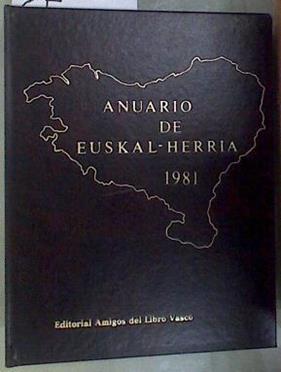 ANUARIO
DE
EUSKAL-HERRIA
1981
Editorial Amigos del Libro Vasco